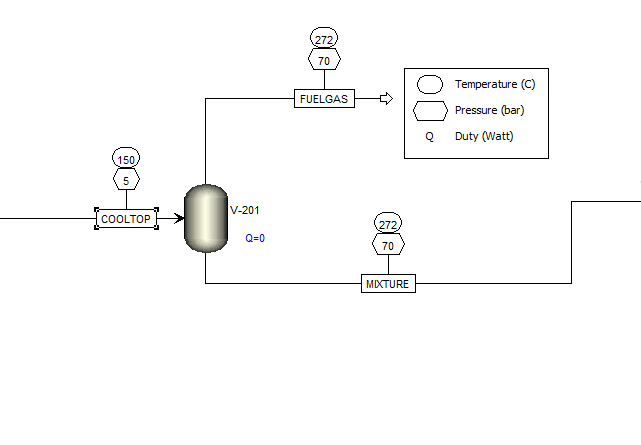 272
70
FUELGAS
Temperature (C)
Pressure (bar)
Q Duty (Watt)
150
5
COOLTOP
V-201
Q=0
272
70
MIXTURE